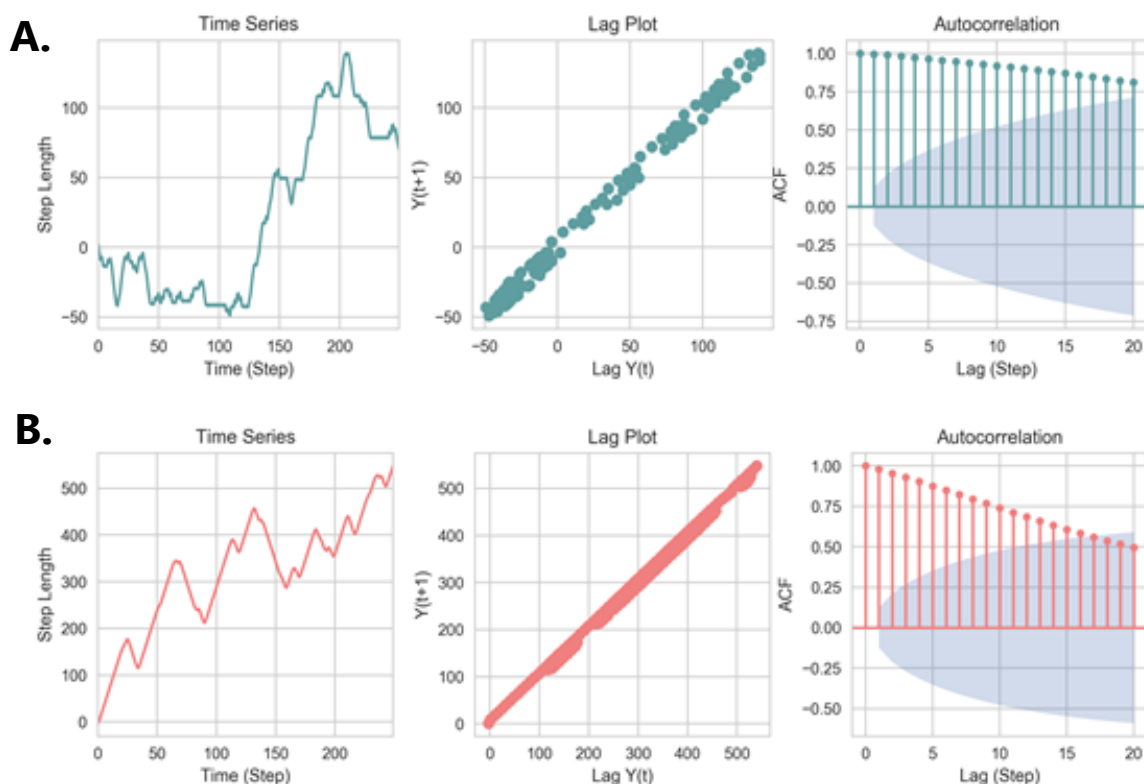 A.
Time Series
Step Length
100
50
0
−50
0 50 100 150 200
Time (Step)
Lag Plot
Y(t+1)
100
50
0
−50
−50 0 50 100
Lag Y(t)
Autocorrelation
ACF
1.00
0.75
0.50
0.25
0.00
−0.25
−0.50
−0.75
0 5 10 15 20
Lag (Step)
B.
Time Series
Step Length
500
400
300
200
100
0
0 50 100 150 200
Time (Step)
Lag Plot
Y(t+1)
500
400
300
200
100
0
0 100 200 300 400 500
Lag Y(t)
Autocorrelation
ACF
1.00
0.75
0.50
0.25
0.00
−0.25
−0.50
0 5 10 15 20
Lag (Step)